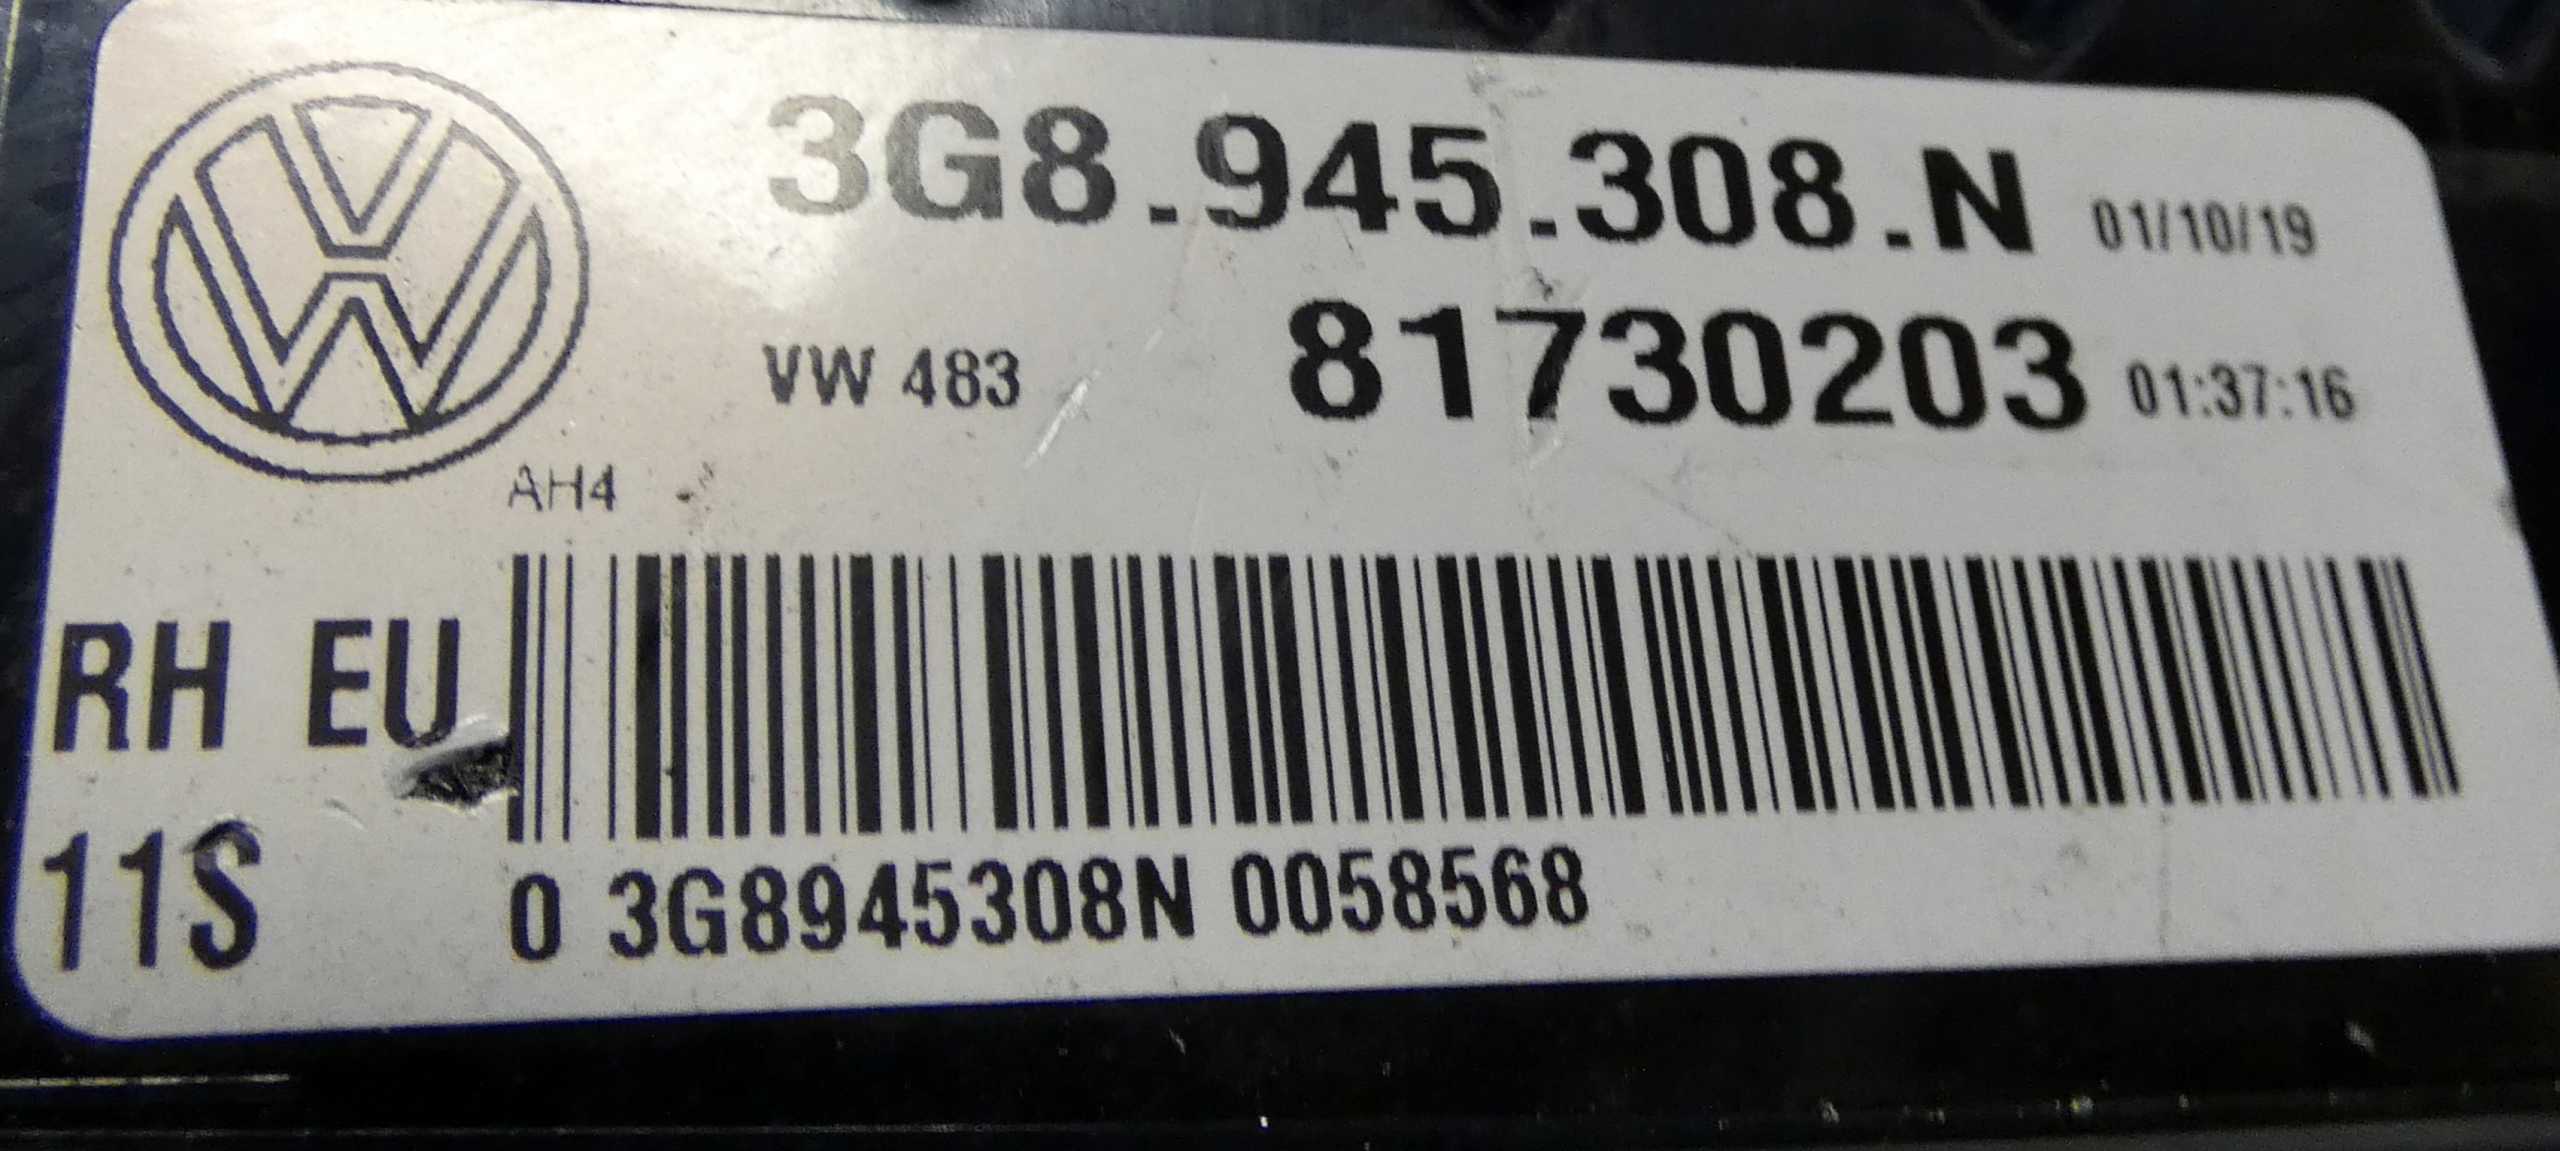 3G8.945.308.N 01/10/19
VW 483 81730203 01:37:16
AH4
RH EU
11S
0 3G8945308N 0058568